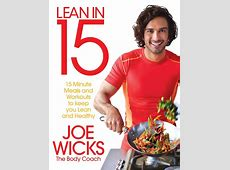 LEAN IN
15
15 Minute
Meals and
Workouts to
keep you Lean
and Healthy
JOE
WICKS
The Body Coach